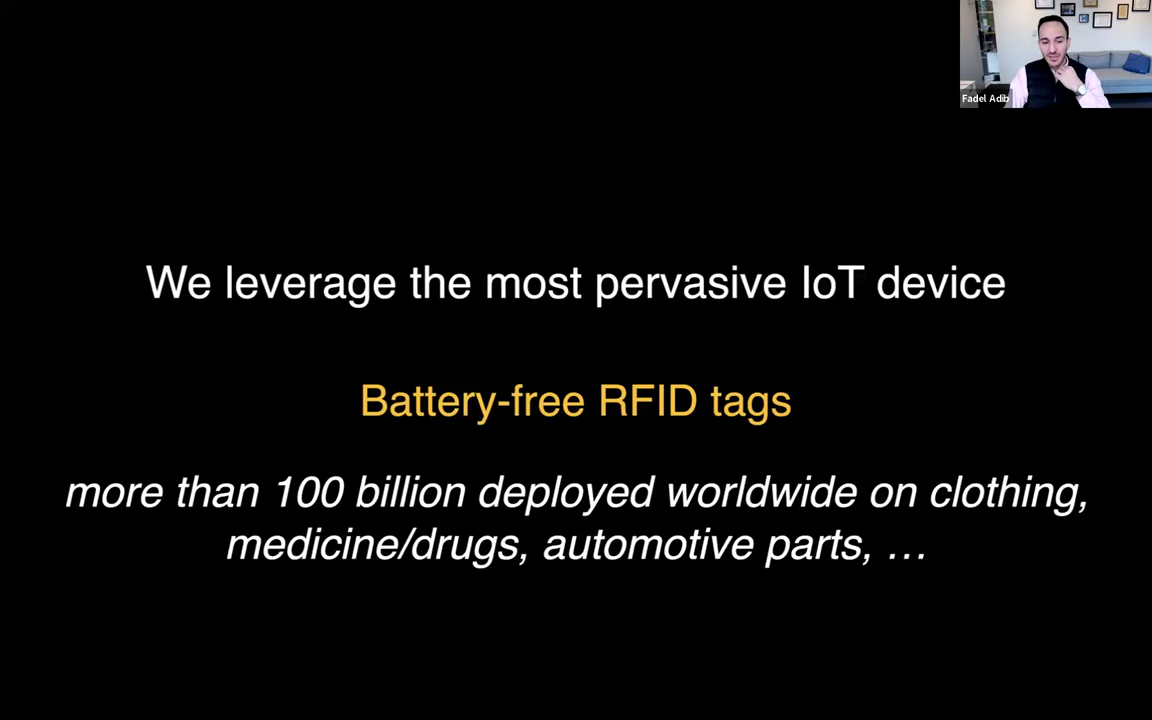 Fadel Adib
We leverage the most pervasive IoT device
Battery-free RFID tags
more than 100 billion deployed worldwide on clothing,
medicine/drugs, automotive parts, …